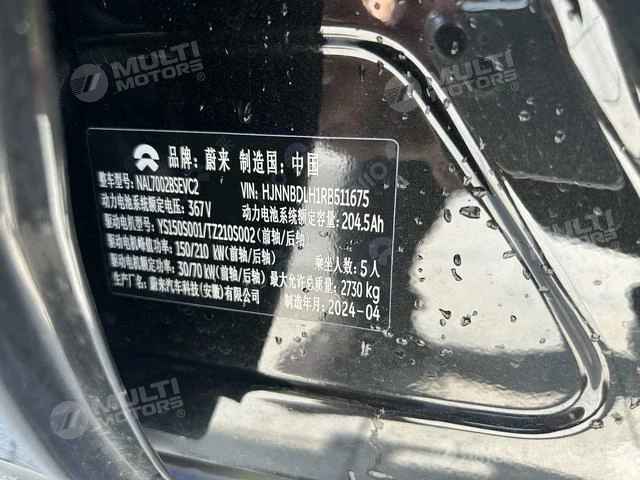 MULTI MOTORS
MULTI MOTORS
品牌: 蔚来 制造国: 中国
整车型号: NAL7002BSEVC2 VIN: HJNNBDLH1RB511675
动力电池系统额定电压: 367V 动力电池系统额定容量: 204.5Ah
驱动电机型号: YS150S001/TZ210S002(前轴/后轴)
驱动电机峰值功率: 150/210 kW(前轴/后轴) 乘坐人数: 5 人
驱动电机额定功率: 30/70 kW(前轴/后轴) 最大允许总质量: 2730 kg
生产厂名: 蔚来汽车科技(安徽)有限公司 制造年月: 2024-04
MULTI MOTORS
MULTI MOTORS